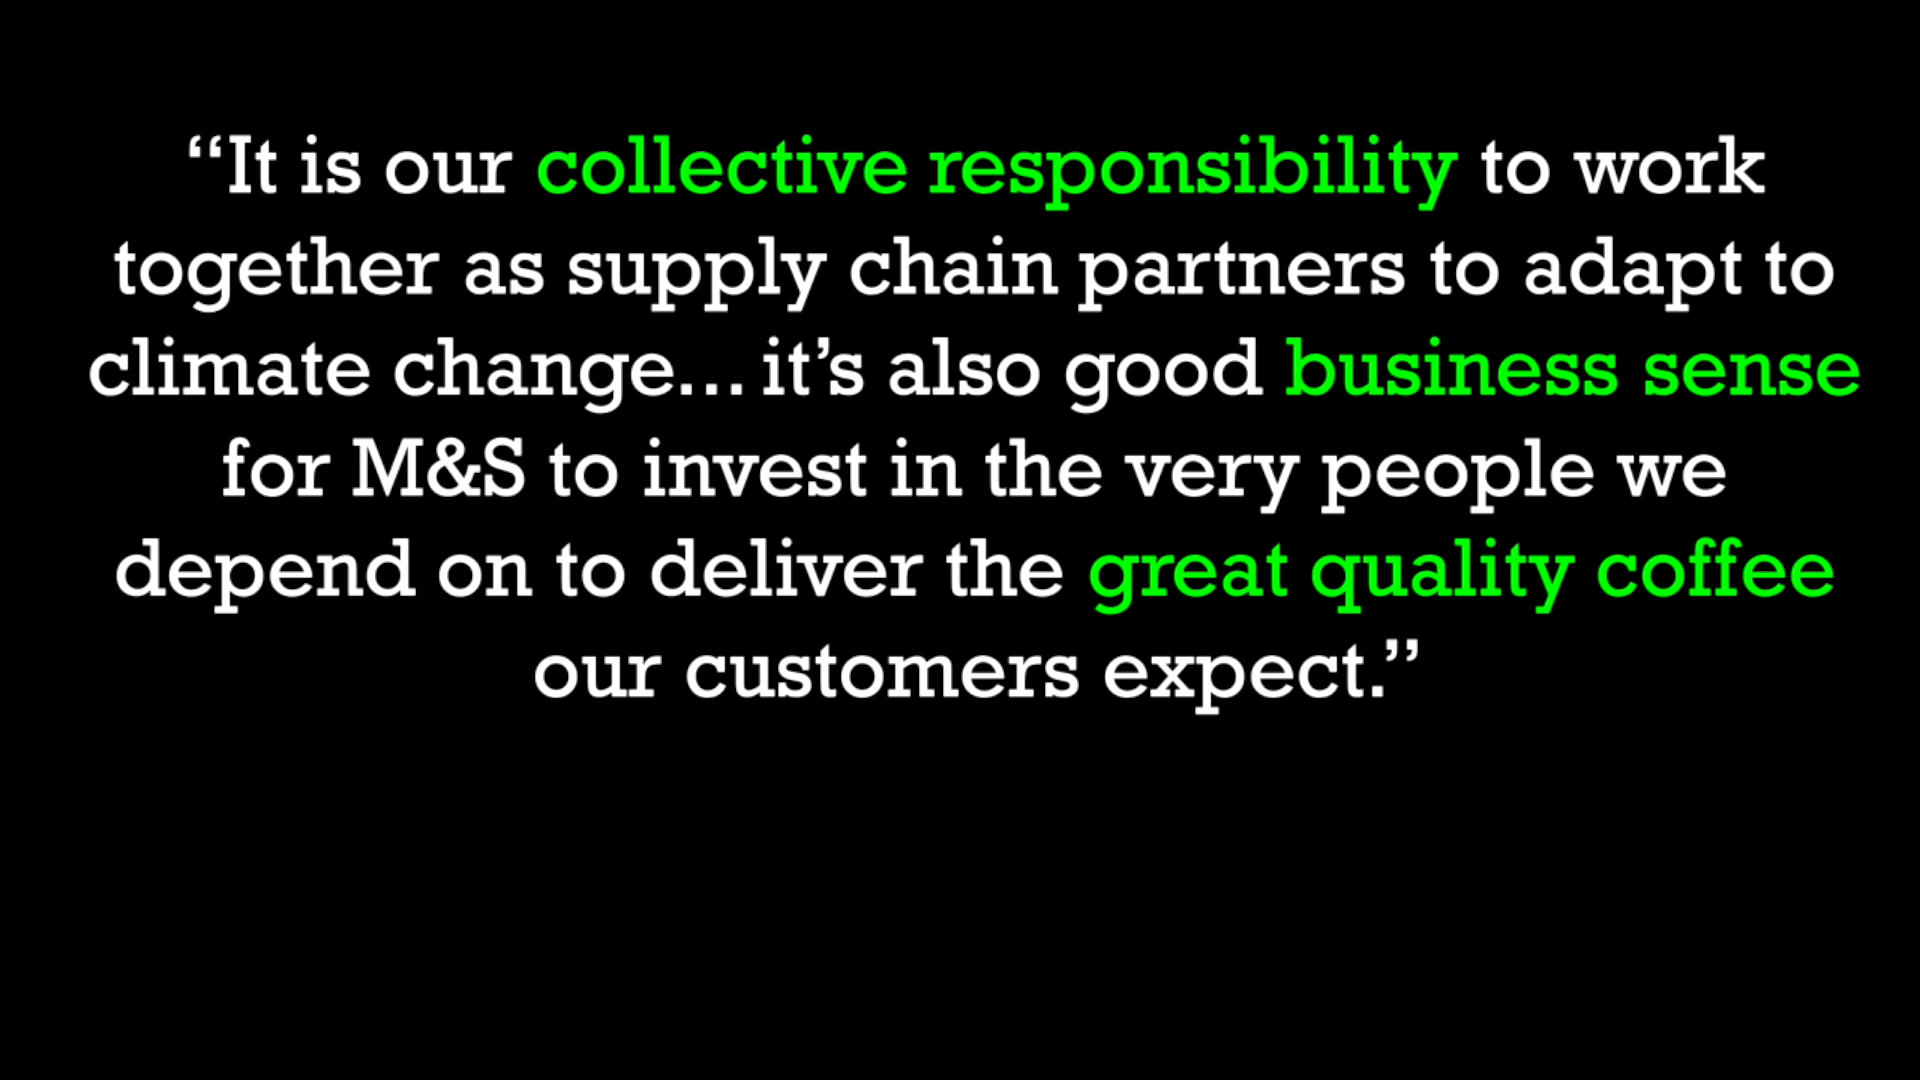 “It is our collective responsibility to work
together as supply chain partners to adapt to
climate change… it’s also good business sense
for M&S to invest in the very people we
depend on to deliver the great quality coffee
our customers expect.”